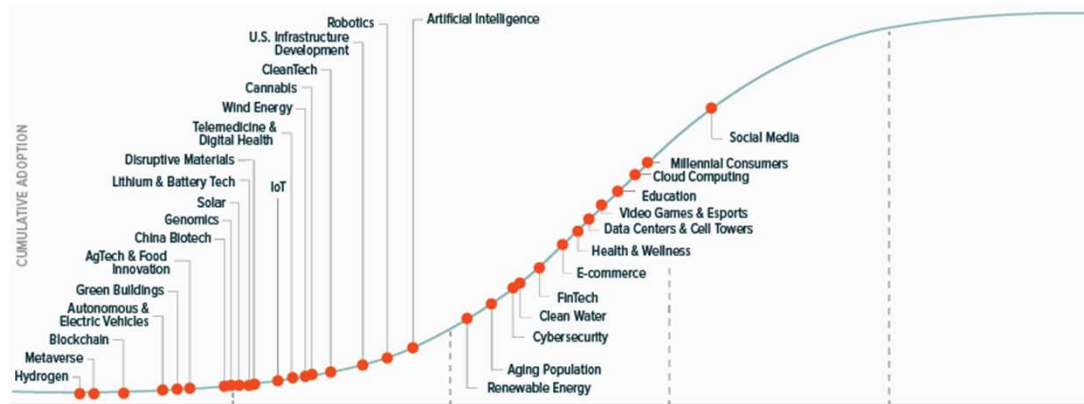 Robotics
Artificial Intelligence
U.S. Infrastructure
Development
CleanTech
Cannabis
Wind Energy
Telemedicine &
Digital Health
Disruptive Materials
Lithium & Battery Tech
IoT
Solar
Genomics
China Biotech
AgTech & Food
Innovation
Green Buildings
Autonomous &
Electric Vehicles
Blockchain
Metaverse
Hydrogen
CUMULATIVE ADOPTION
Social Media
Millennial Consumers
Cloud Computing
Education
Video Games & Esports
Data Centers & Cell Towers
Health & Wellness
E-commerce
FinTech
Clean Water
Cybersecurity
Aging Population
Renewable Energy